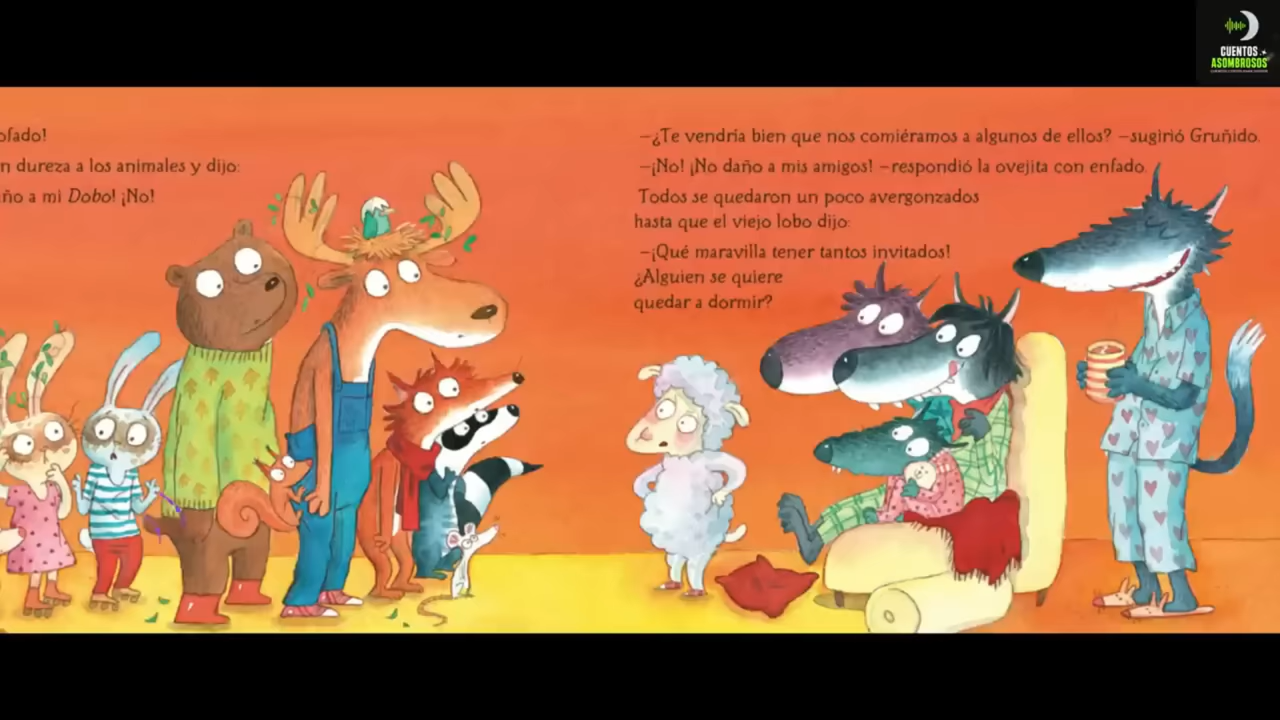 ofado!
n dureza a los animales y dijo:
ño a mi Dobo! ¡No!
—¿Te vendría bien que nos comiéramos a algunos de ellos? —sugirió Gruñido.
—¡No! ¡No daño a mis amigos! —respondió la ovejita con enfado.
Todos se quedaron un poco avergonzados
hasta que el viejo lobo dijo:
—¡Qué maravilla tener tantos invitados!
¿Alguien se quiere
quedar a dormir?
CUENTOS
ASOMBROSOS